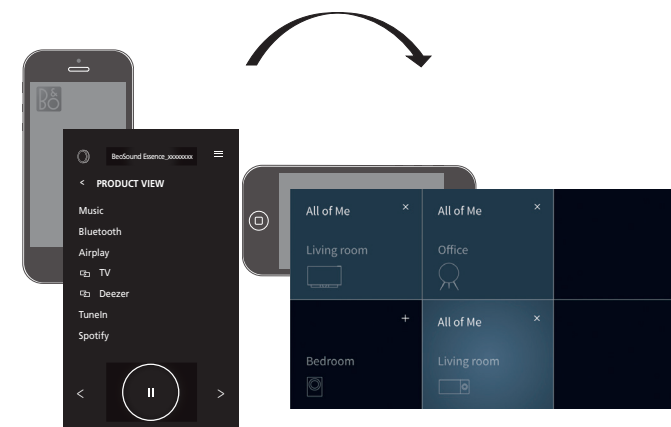 B&O
BeoSound Essence_xxxxxxxx
< PRODUCT VIEW
Music
Bluetooth
Airplay
TV
Deezer
TuneIn
Spotify
All of Me ×
Living room
All of Me ×
Office
+
Bedroom
All of Me ×
Living room